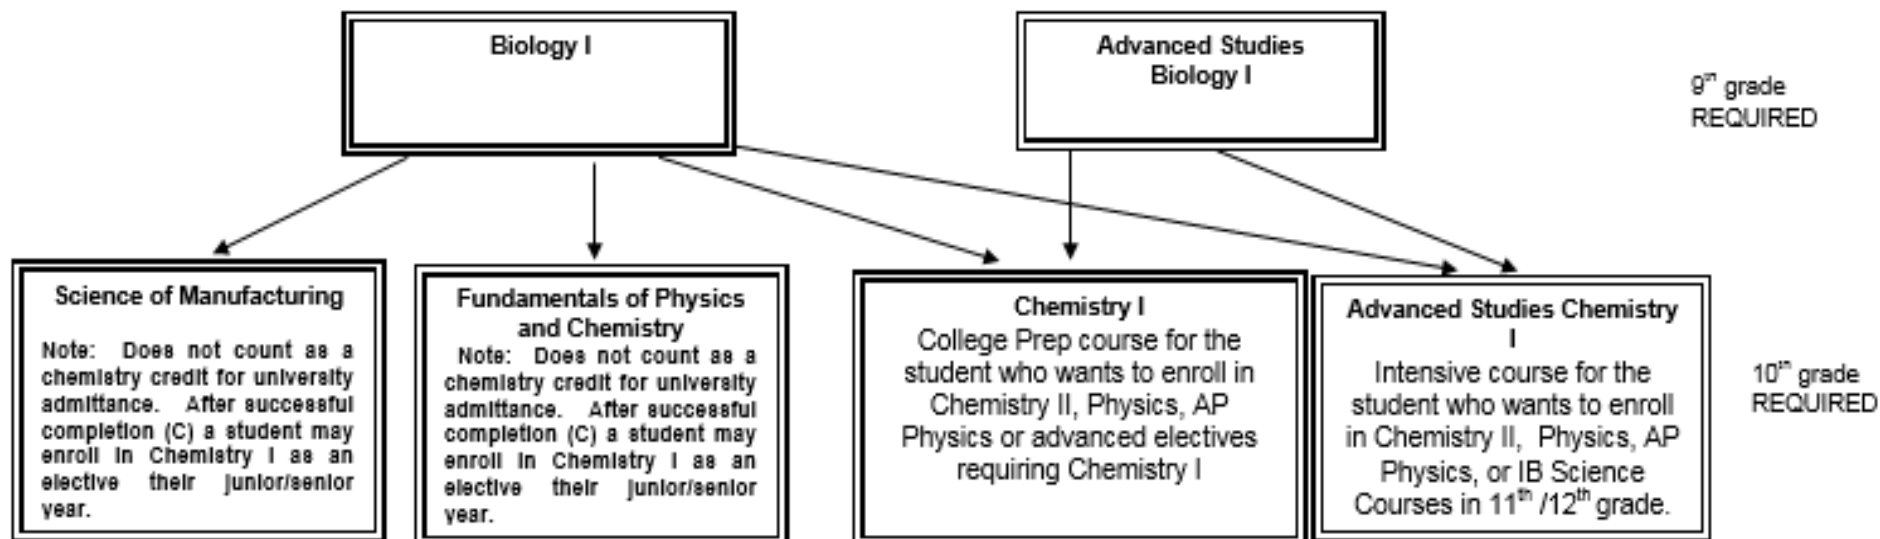 Biology I
Advanced Studies
Biology I
9th grade
REQUIRED
Science of Manufacturing
Note: Does not count as a
chemistry credit for university
admittance. After successful
completion (C) a student may
enroll in Chemistry I as an
elective their junior/senior
year.
Fundamentals of Physics
and Chemistry
Note: Does not count as a
chemistry credit for university
admittance. After successful
completion (C) a student may
enroll in Chemistry I as an
elective their junior/senior
year.
Chemistry I
College Prep course for the
student who wants to enroll in
Chemistry II, Physics, AP
Physics or advanced electives
requiring Chemistry I
Advanced Studies Chemistry
I
Intensive course for the
student who wants to enroll
in Chemistry II, Physics, AP
Physics, or IB Science
Courses in 11th /12th grade.
10th grade
REQUIRED